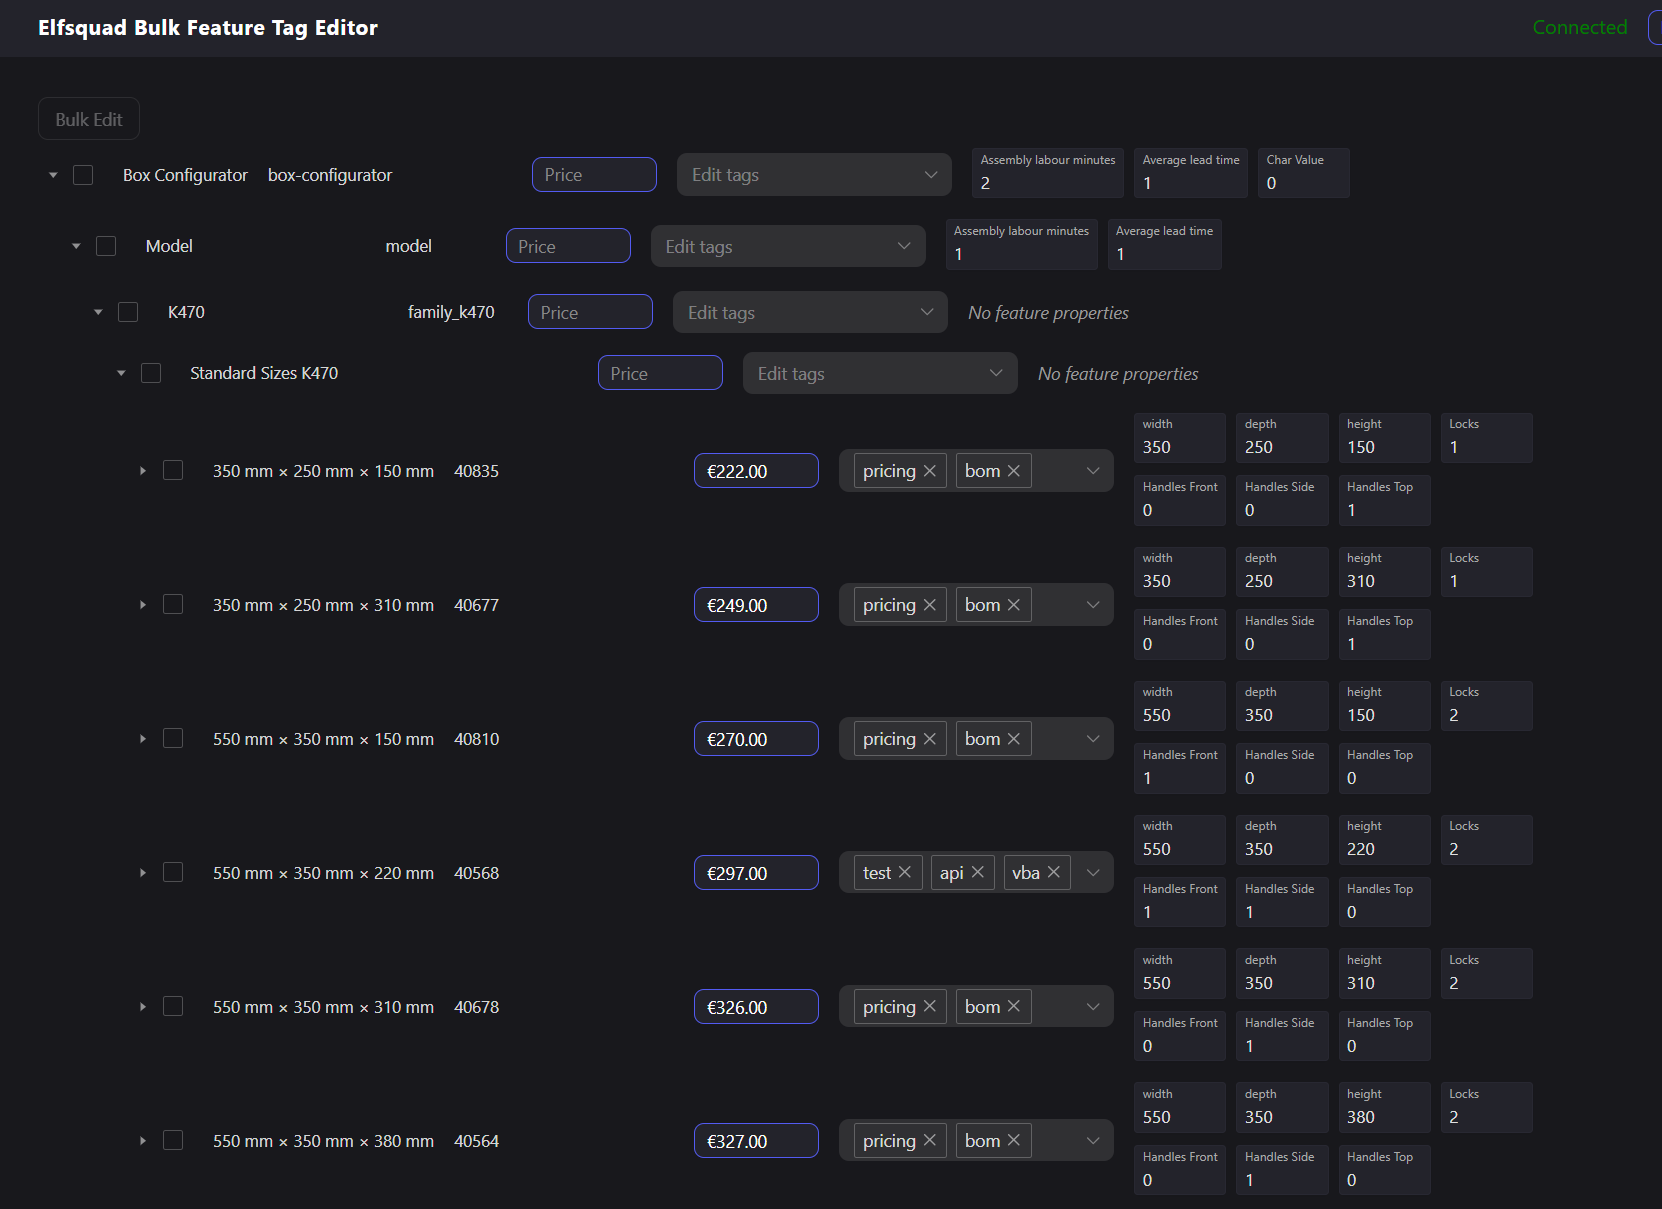 Elfsquad Bulk Feature Tag Editor
Connected
Bulk Edit
Box Configurator box-configurator Price Edit tags
Assembly labour minutes Average lead time Char Value
2 1 0
Model model Price Edit tags
Assembly labour minutes Average lead time
1 1
K470 family_k470 Price Edit tags No feature properties
Standard Sizes K470 Price Edit tags No feature properties
350 mm × 250 mm × 150 mm 40835 €222.00 pricing bom
width depth height Locks
350 250 150 1
Handles Front Handles Side Handles Top
0 0 1
350 mm × 250 mm × 310 mm 40677 €249.00 pricing bom
width depth height Locks
350 250 310 1
Handles Front Handles Side Handles Top
0 0 1
550 mm × 350 mm × 150 mm 40810 €270.00 pricing bom
width depth height Locks
550 350 150 2
Handles Front Handles Side Handles Top
1 0 0
550 mm × 350 mm × 220 mm 40568 €297.00 test api vba
width depth height Locks
550 350 220 2
Handles Front Handles Side Handles Top
1 1 0
550 mm × 350 mm × 310 mm 40678 €326.00 pricing bom
width depth height Locks
550 350 310 2
Handles Front Handles Side Handles Top
0 1 0
550 mm × 350 mm × 380 mm 40564 €327.00 pricing bom
width depth height Locks
550 350 380 2
Handles Front Handles Side Handles Top
0 1 0